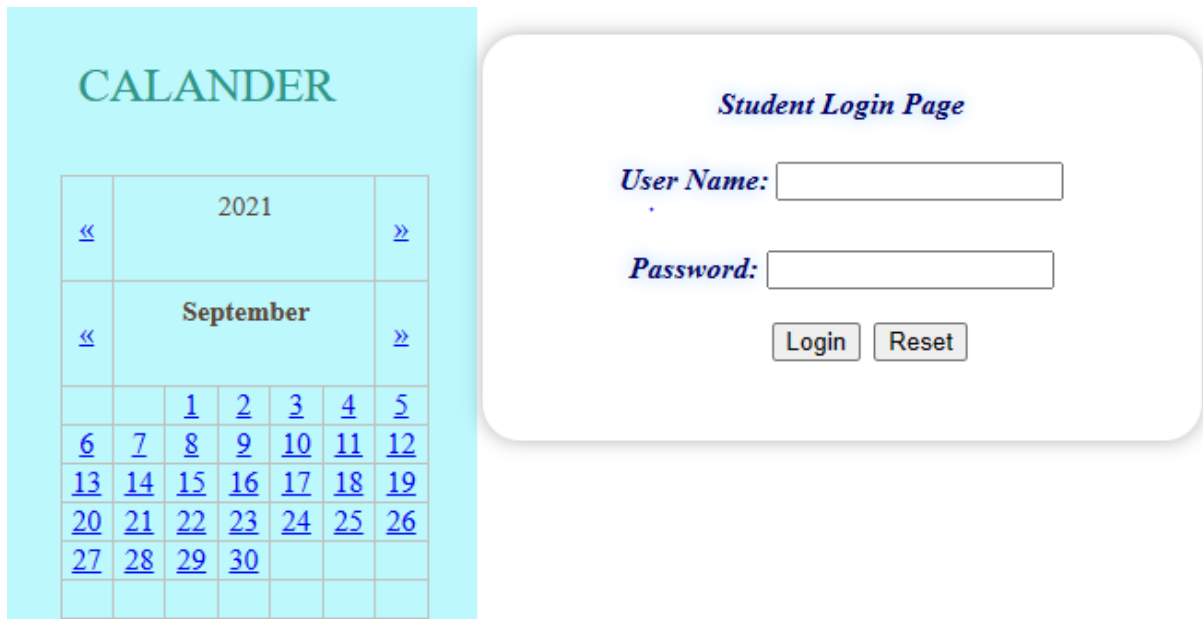 CALANDER
2021
« »
September
« »
1 2 3 4 5
6 7 8 9 10 11 12
13 14 15 16 17 18 19
20 21 22 23 24 25 26
27 28 29 30
Student Login Page
User Name:
Password:
Login Reset